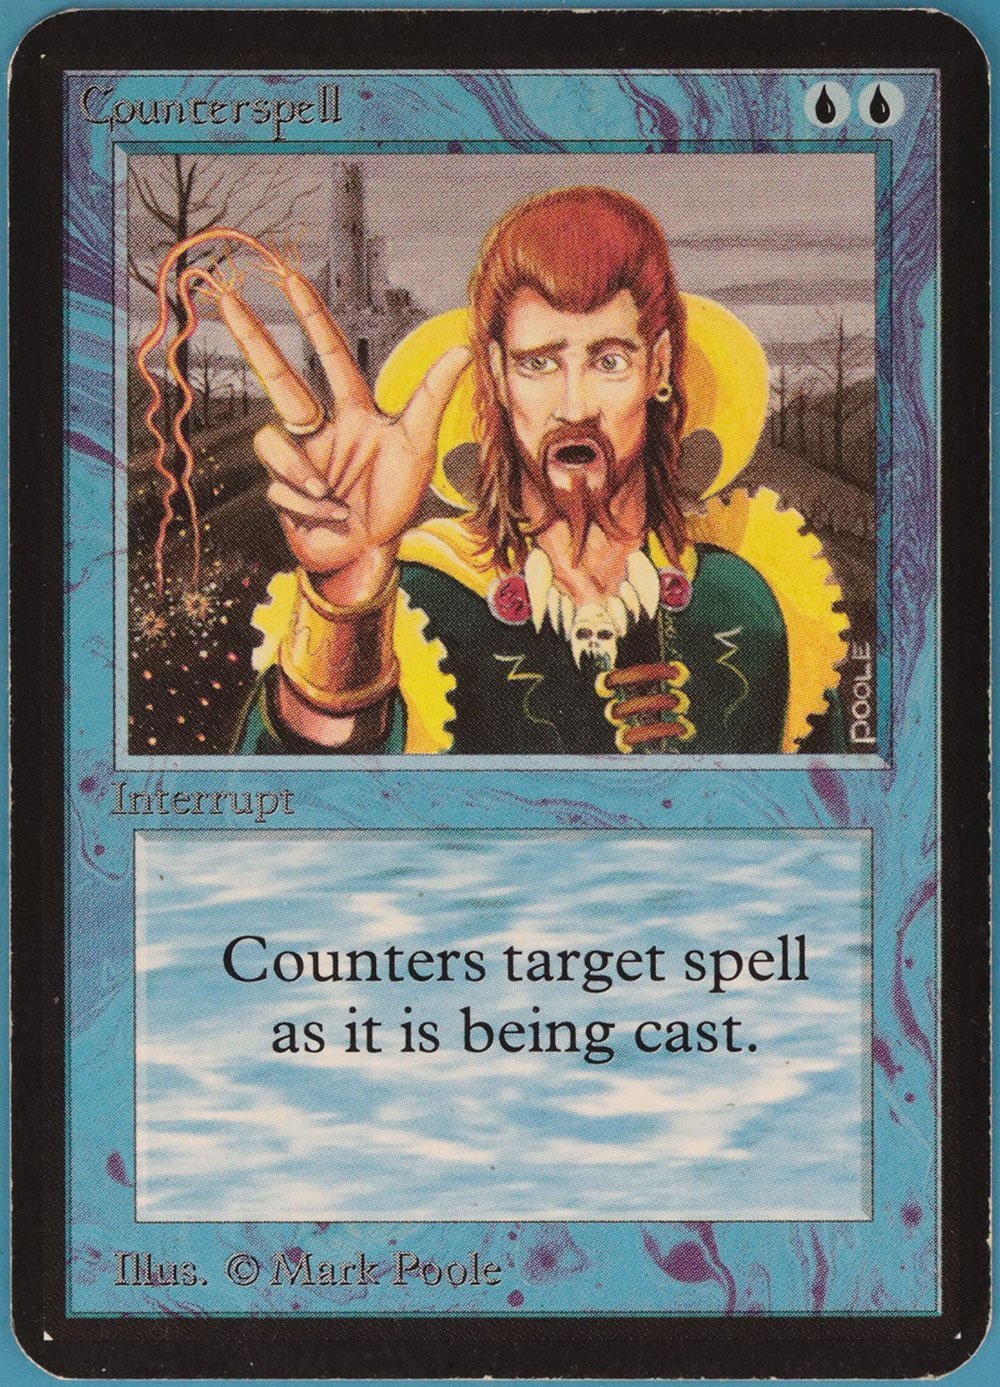 Counterspell
POOLE
Interrupt
Counters target spell
as it is being cast.
Illus. © Mark Poole